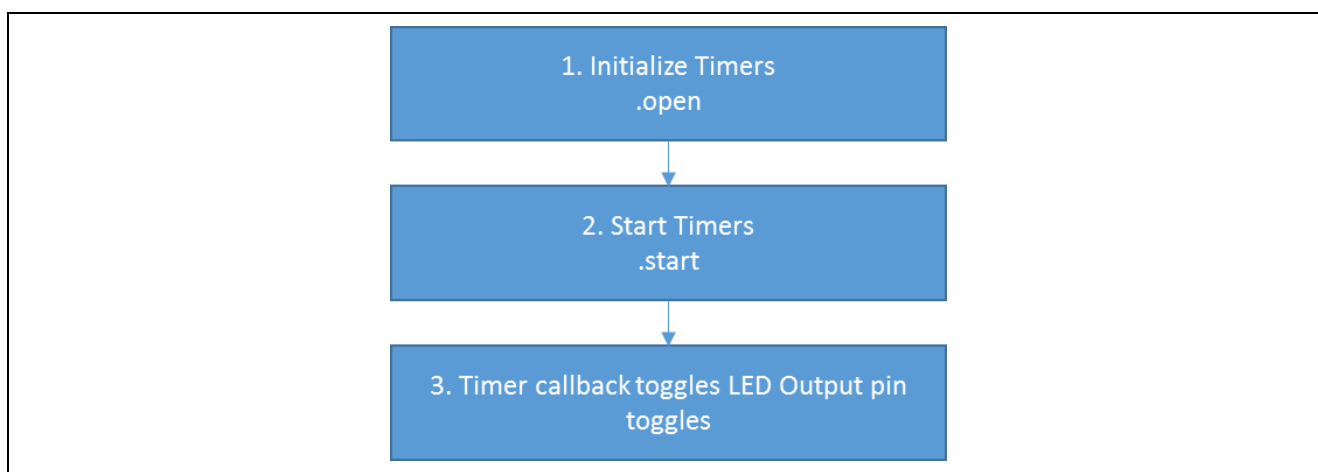 1. Initialize Timers
.open
2. Start Timers
.start
3. Timer callback toggles LED Output pin
toggles